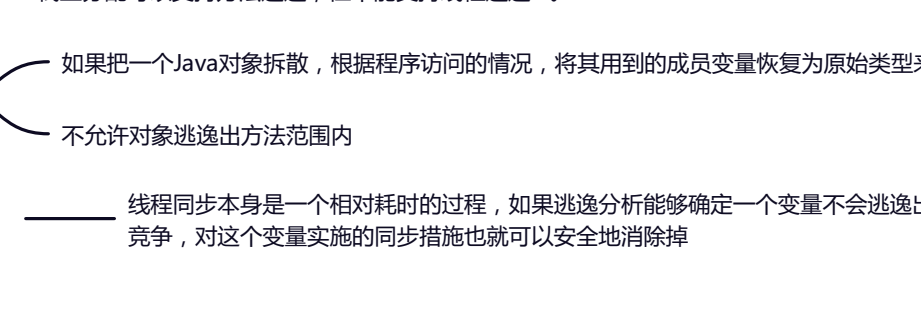 如果把一个Java对象拆散，根据程序访问的情况，将其用到的成员变量恢复为原始类型
不允许对象逃逸出方法范围内
线程同步本身是一个相对耗时的过程，如果逃逸分析能够确定一个变量不会逃逸
竞争，对这个变量实施的同步措施也就可以安全地消除掉